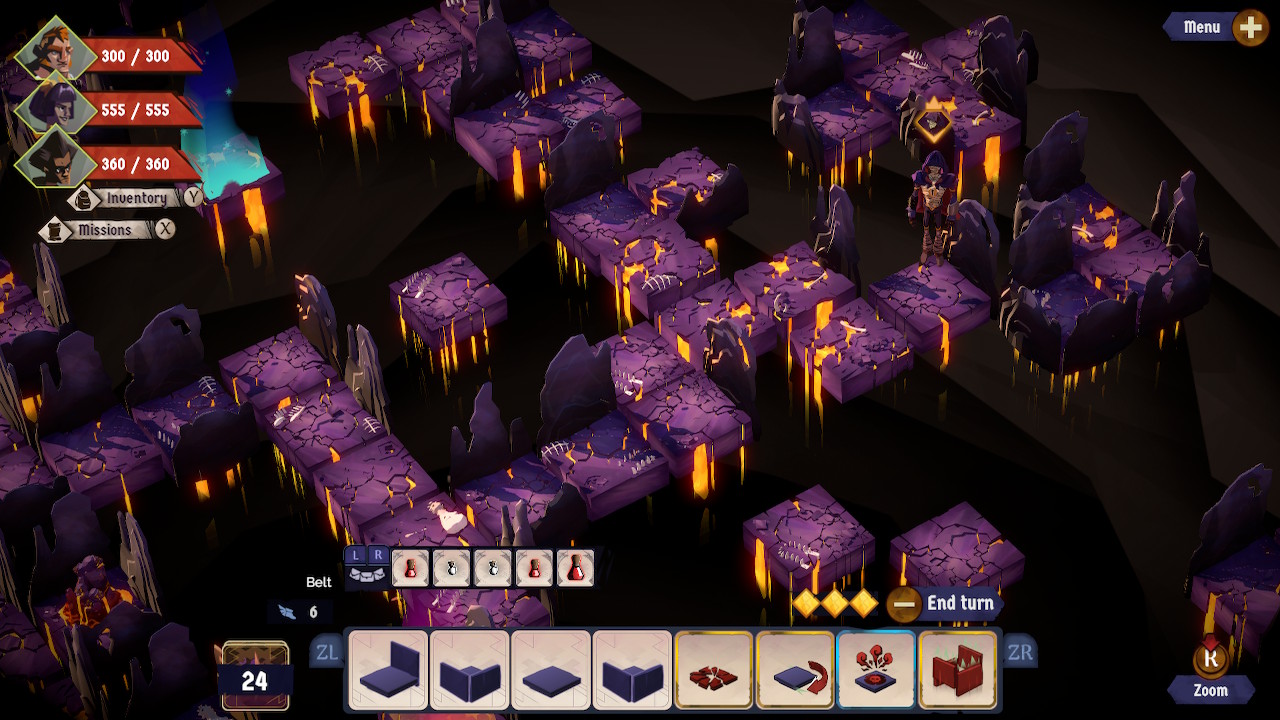 300 / 300
Menu
555 / 555
360 / 360
Inventory Y
Missions X
L R
Belt
6
End turn
ZL
ZR
24
R
Zoom